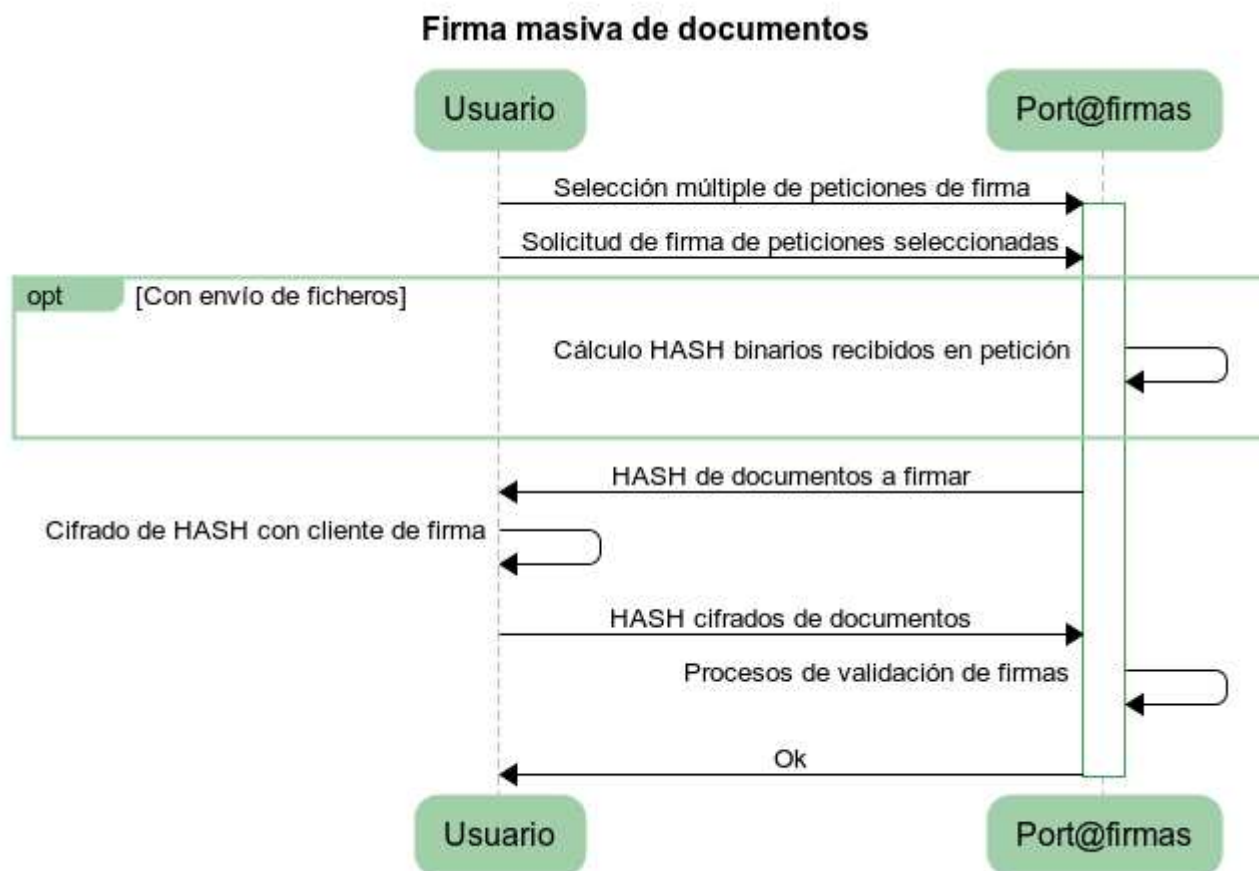 Firma masiva de documentos
Usuario
Port@firmas
Selección múltiple de peticiones de firma
Solicitud de firma de peticiones seleccionadas
opt
[Con envío de ficheros]
Cálculo HASH binarios recibidos en petición
HASH de documentos a firmar
Cifrado de HASH con cliente de firma
HASH cifrados de documentos
Procesos de validación de firmas
Ok
Usuario
Port@firmas